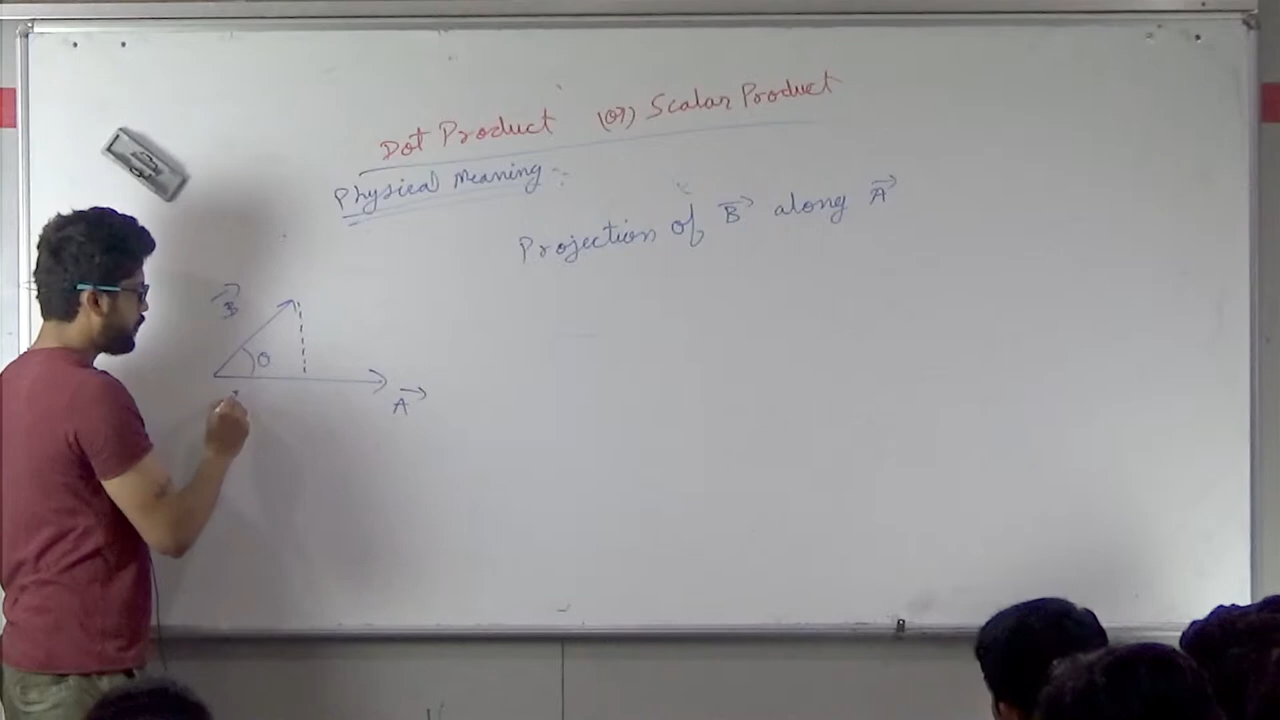 Dot Product (or) Scalar Product
Physical Meaning :-
Projection of B⃗ along A⃗
B⃗
θ
A⃗